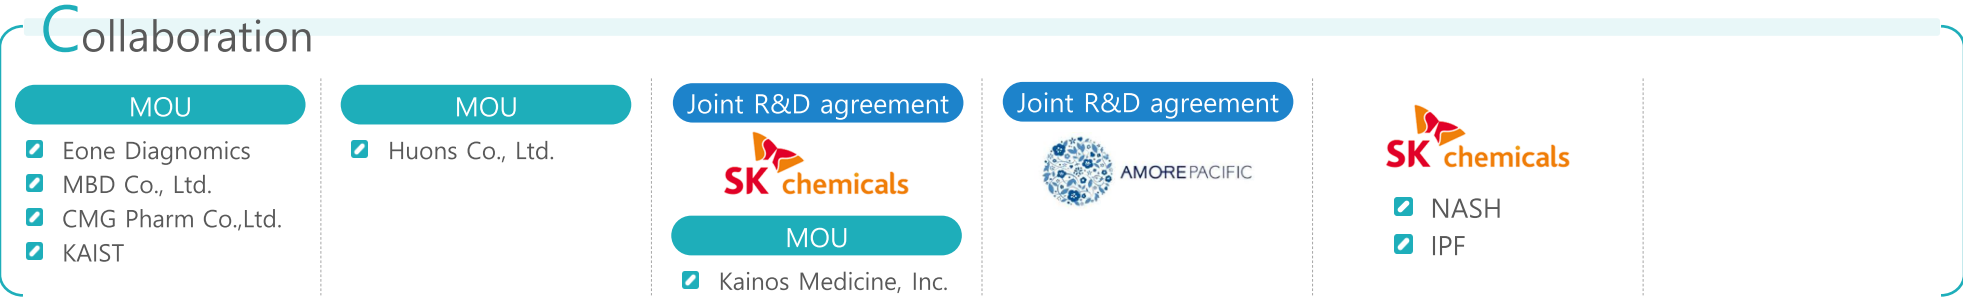 Collaboration
MOU
Eone Diagnomics
MBD Co., Ltd.
CMG Pharm Co.,Ltd.
KAIST
MOU
Huons Co., Ltd.
Joint R&D agreement
SK chemicals
MOU
Kainos Medicine, Inc.
Joint R&D agreement
AMOREPACIFIC
SK chemicals
NASH
IPF